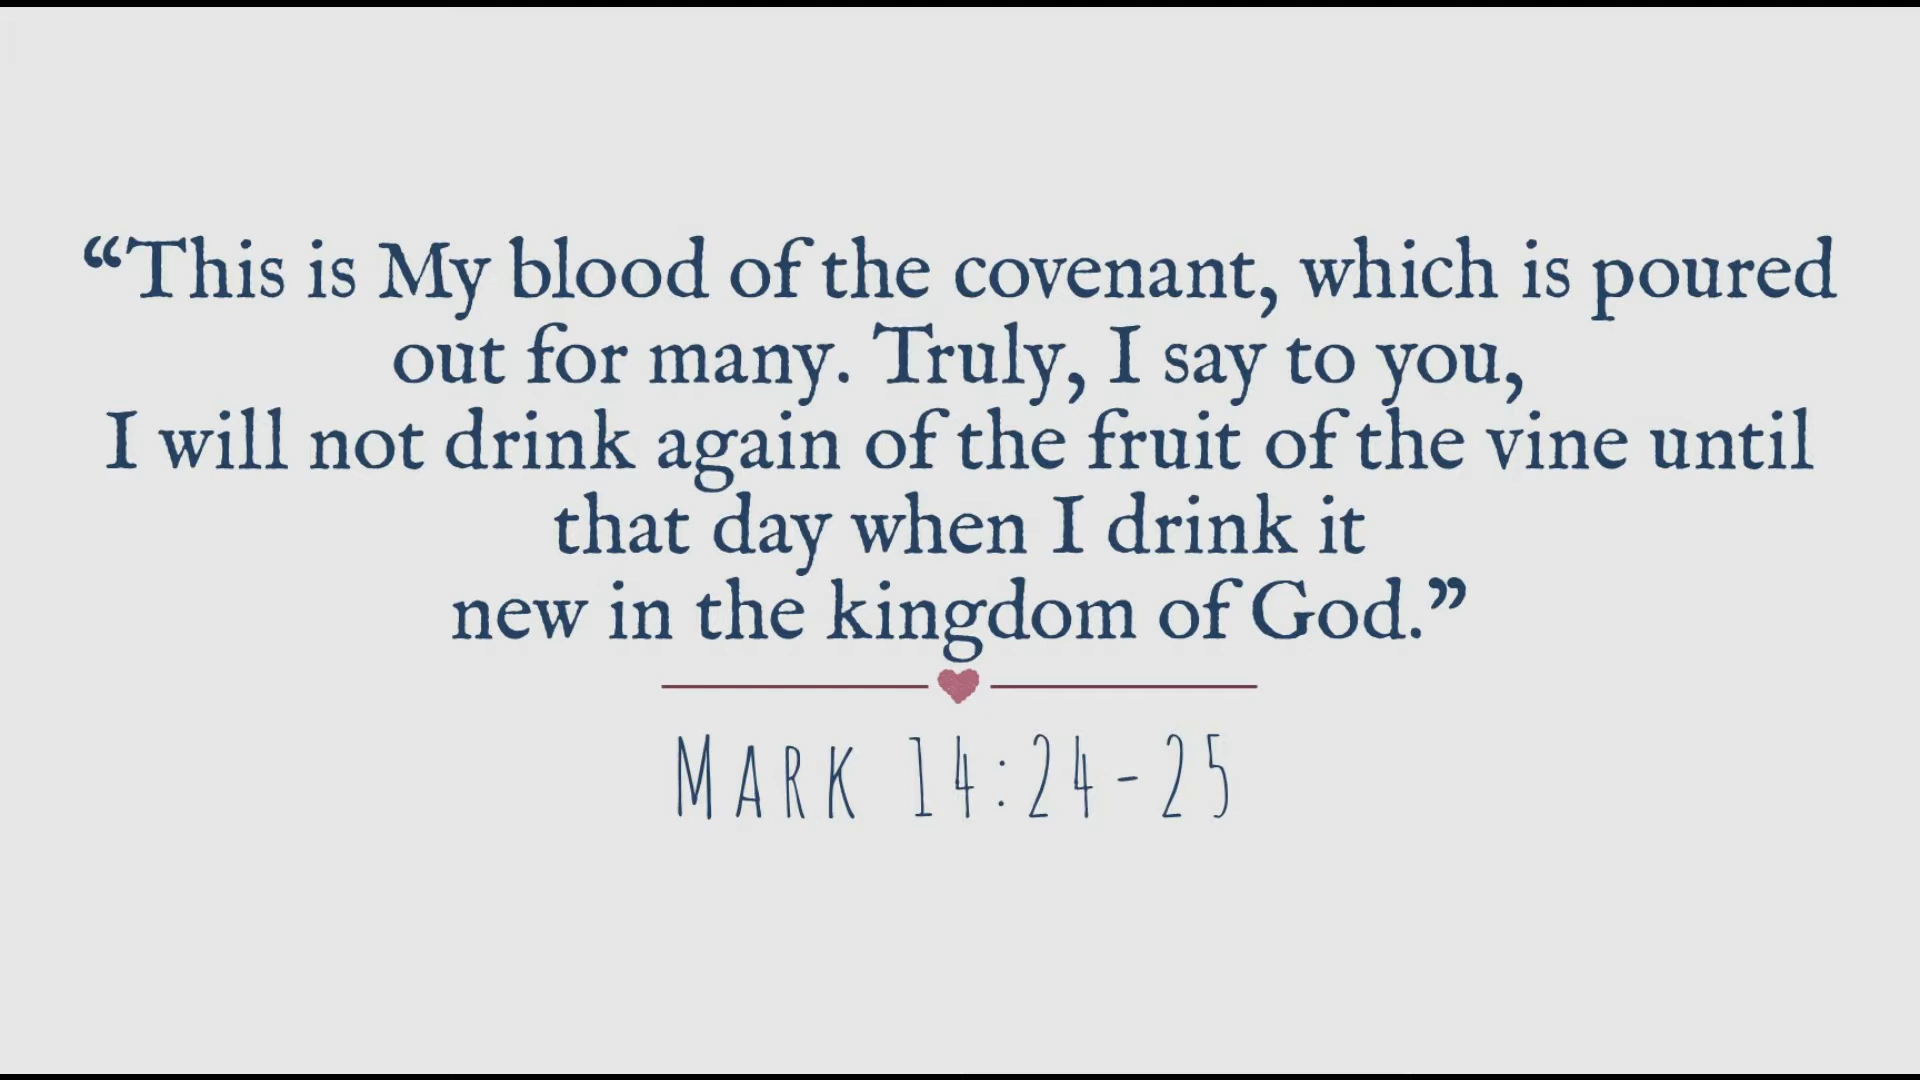 “This is My blood of the covenant, which is poured
out for many. Truly, I say to you,
I will not drink again of the fruit of the vine until
that day when I drink it
new in the kingdom of God.”
MARK 14:24-25